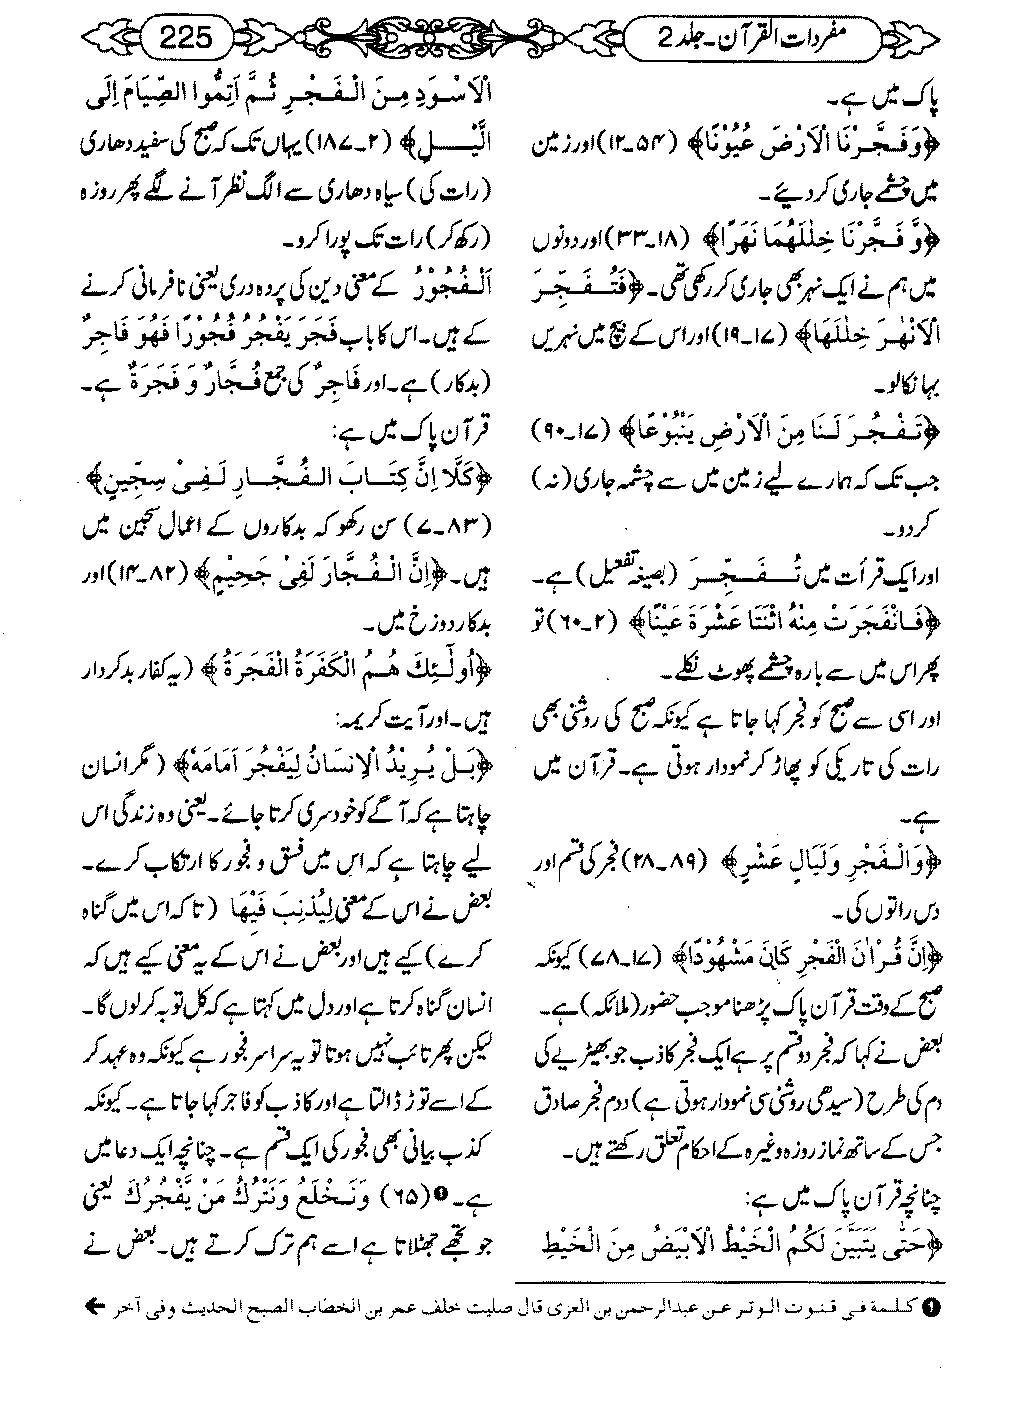 مفردات القرآن۔ جلد 2
225
پاک میں ہے۔
﴿وَفَجَّرْنَا الْاَرْضَ عُيُوْنًا﴾ (۵۴۔۱۲) اور زمین
میں چشمے جاری کردیئے۔
﴿وَّ فَجَّرْنَا خِلٰلَهُمَا نَهَرًا﴾ (۱۸۔۳۳) اور دونوں
میں ہم نے ایک نہر بھی جاری کر رکھی تھی۔ ﴿فَتُفَجِّرَ
الْاَنْهٰرَ خِلٰلَهَا﴾ (۱۷۔۱۹) اور اس کے بیچ میں نہریں
بہا نکالو۔
﴿تَفْجُرَ لَنَا مِنَ الْاَرْضِ يَنْبُوْعًا﴾ (۱۷۔۹۰)
جب تک کہ ہمارے لیے زمین میں سے چشمہ جاری (نہ)
کردو۔
اور ایک قرأت میں تُفَجِّرَ (بصیغہ تفعیل) ہے۔
﴿فَانْفَجَرَتْ مِنْهُ اثْنَتَا عَشْرَةَ عَيْنًا﴾ (۲۔۶۰) تو
پھر اس میں سے بارہ چشمے پھوٹ نکلے۔
اور اسی سے صبح کو فجر کہا جاتا ہے کیونکہ صبح کی روشنی بھی
رات کی تاریکی کو پھاڑ کر نمودار ہوتی ہے۔ قرآن میں
ہے۔
﴿وَالْفَجْرِ وَلَيَالٍ عَشْرٍ﴾ (۸۹۔۲۸) فجر کی قسم اور
دس راتوں کی۔
﴿اِنَّ قُرْاٰنَ الْفَجْرِ كَانَ مَشْهُوْدًا﴾ (۱۷۔۷۸) کیونکہ
صبح کے وقت قرآن پاک پڑھنا موجب حضور (ملائکہ) ہے۔
بعض نے کہا کہ فجر دو قسم پر ہے ایک فجر کاذب جو بھیڑیے کی
دم کی طرح (سیدھی روشنی سی نمودار ہوتی ہے) دوم فجر صادق
جس کے ساتھ نماز روزہ وغیرہ کے احکام تعلق رکھتے ہیں۔
چنانچہ قرآن پاک میں ہے:
﴿حَتّٰى يَتَبَيَّنَ لَكُمُ الْخَيْطُ الْاَبْيَضُ مِنَ الْخَيْطِ
الْاَسْوَدِ مِنَ الْفَجْرِ ثُمَّ اَتِمُّوا الصِّيَامَ اِلَى
الَّيْلِ﴾ (۲۔۱۸۷) یہاں تک کہ صبح کی سفید دھاری
(رات کی) سیاہ دھاری سے الگ نظر آنے لگے پھر روزہ
(رکھ کر) رات تک پورا کرو۔
اَلْفُجُوْرُ کے معنی دین کی پردہ دری یعنی نافرمانی کرنے
کے ہیں۔ اس کا باب فَجَرَ يَفْجُرُ فُجُوْرًا فَهُوَ فَاجِرٌ
(بدکار) ہے۔ اور فَاجِرٌ کی جمع فُجَّارٌ وَ فَجَرَةٌ ہے۔
قرآن پاک میں ہے:
﴿كَلَّا اِنَّ كِتَابَ الْفُجَّارِ لَفِىْ سِجِّيْنٍ﴾
(۸۳۔۷) سن رکھو کہ بدکاروں کے اعمال سجین میں
ہیں۔ ﴿اِنَّ الْفُجَّارَ لَفِىْ جَحِيْمٍ﴾ (۸۲۔۱۴) اور
بدکار دوزخ میں۔
﴿اُولٰٓئِكَ هُمُ الْكَفَرَةُ الْفَجَرَةُ﴾ (یہ کفار بدکردار
ہیں۔ اور آیت کریمہ:
﴿بَلْ يُرِيْدُ الْاِنْسَانُ لِيَفْجُرَ اَمَامَهٗ﴾ (مگر انسان
چاہتا ہے کہ آگے کو خود سری کرتا جائے۔ یعنی وہ زندگی اس
لیے چاہتا ہے کہ اس میں فسق و فجور کا ارتکاب کرے۔
بعض نے اس کے معنی لِيُذْنِبَ فِيْهَا (تاکہ اس میں گناہ
کرے) کیے ہیں اور بعض نے اس کے یہ معنی کیے ہیں کہ
انسان گناہ کرتا ہے اور دل میں کہتا ہے کہ کل توبہ کرلوں گا۔
لیکن پھر تائب نہیں ہوتا تو یہ سراسر فجور ہے کیونکہ وہ عہد کر
کے اسے توڑ ڈالتا ہے اور کاذب کو فاجر کہا جاتا ہے۔ کیونکہ
کذب بیانی بھی فجور کی ایک قسم ہے۔ چنانچہ ایک دعا میں
ہے۔❶ (۶۵) وَنَخْلَعُ وَنَتْرُكُ مَنْ يَّفْجُرُكَ یعنی
جو تجھے جھٹلاتا ہے اسے ہم ترک کرتے ہیں۔ بعض نے
❶ كلمة فى قنوت الوتر عن عبدالرحمن بن العزى قال صليت خلف عمر بن الخطاب الصبح الحديث وفى آخر ←